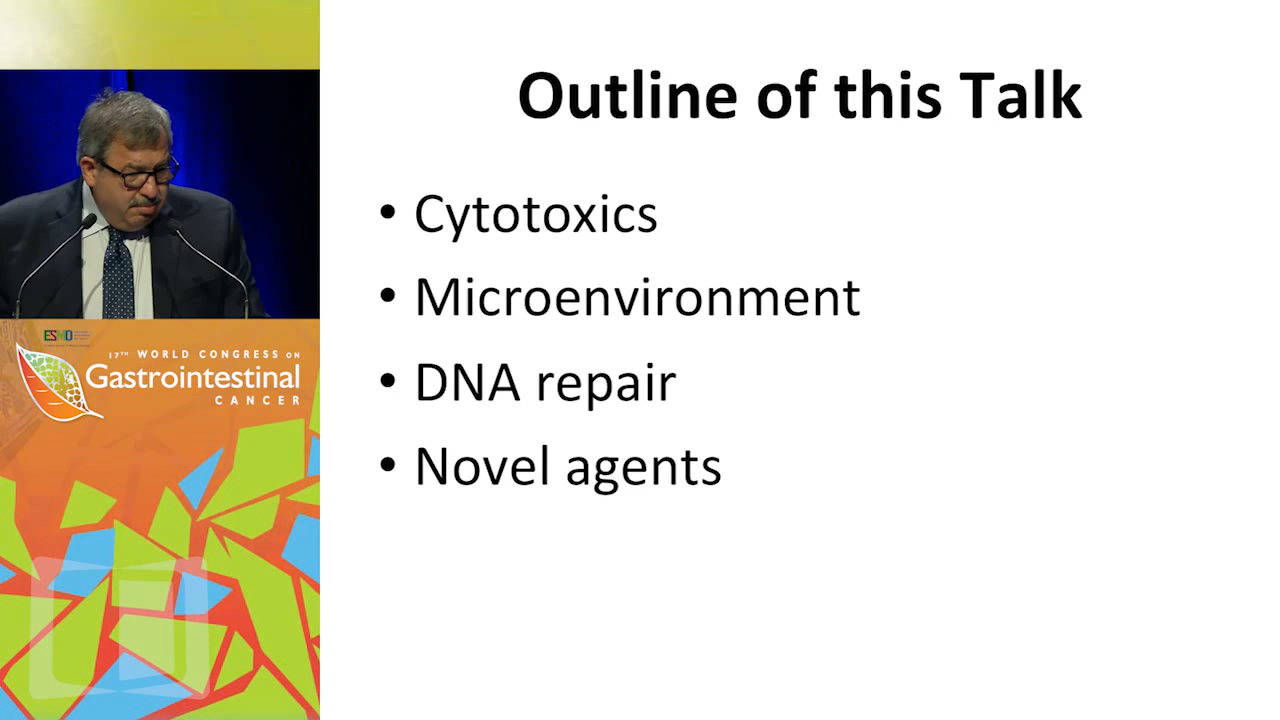 Outline of this Talk
• Cytotoxics
• Microenvironment
• DNA repair
• Novel agents
ESMO
17TH WORLD CONGRESS ON
Gastrointestinal
CANCER